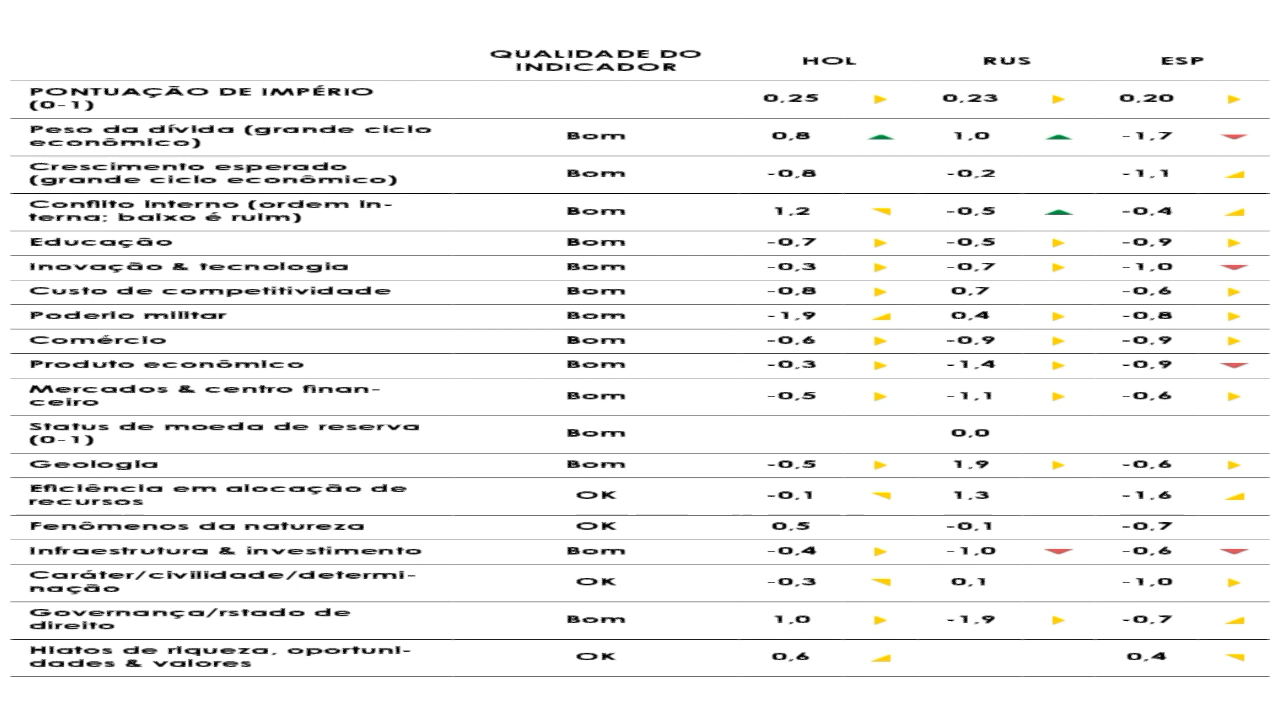 QUALIDADE DO
INDICADOR HOL RUS ESP
PONTUAÇÃO DE IMPÉRIO
(0-1) 0,25 0,23 0,20
Peso da dívida (grande ciclo
econômico) Bom 0,8 1,0 -1,7
Crescimento esperado
(grande ciclo econômico) Bom -0,8 -0,2 -1,1
Conflito interno (ordem in-
terna; baixo é ruim) Bom 1,2 -0,5 -0,4
Educação Bom -0,7 -0,5 -0,9
Inovação & tecnologia Bom -0,3 -0,7 -1,0
Custo de competitividade Bom -0,8 0,7 -0,6
Poderio militar Bom -1,9 0,4 -0,8
Comércio Bom -0,6 -0,9 -0,9
Produto econômico Bom -0,3 -1,4 -0,9
Mercados & centro finan-
ceiro Bom -0,5 -1,1 -0,6
Status de moeda de reserva
(0-1) Bom 0,0
Geologia Bom -0,5 1,9 -0,6
Eficiência em alocação de
recursos OK -0,1 1,3 -1,6
Fenômenos da natureza OK 0,5 -0,1 -0,7
Infraestrutura & investimento Bom -0,4 -1,0 -0,6
Caráter/civilidade/determi-
nação OK -0,3 0,1 -1,0
Governança/rstado de
direito Bom 1,0 -1,9 -0,7
Hiatos de riqueza, oportuni-
dades & valores OK 0,6 0,4